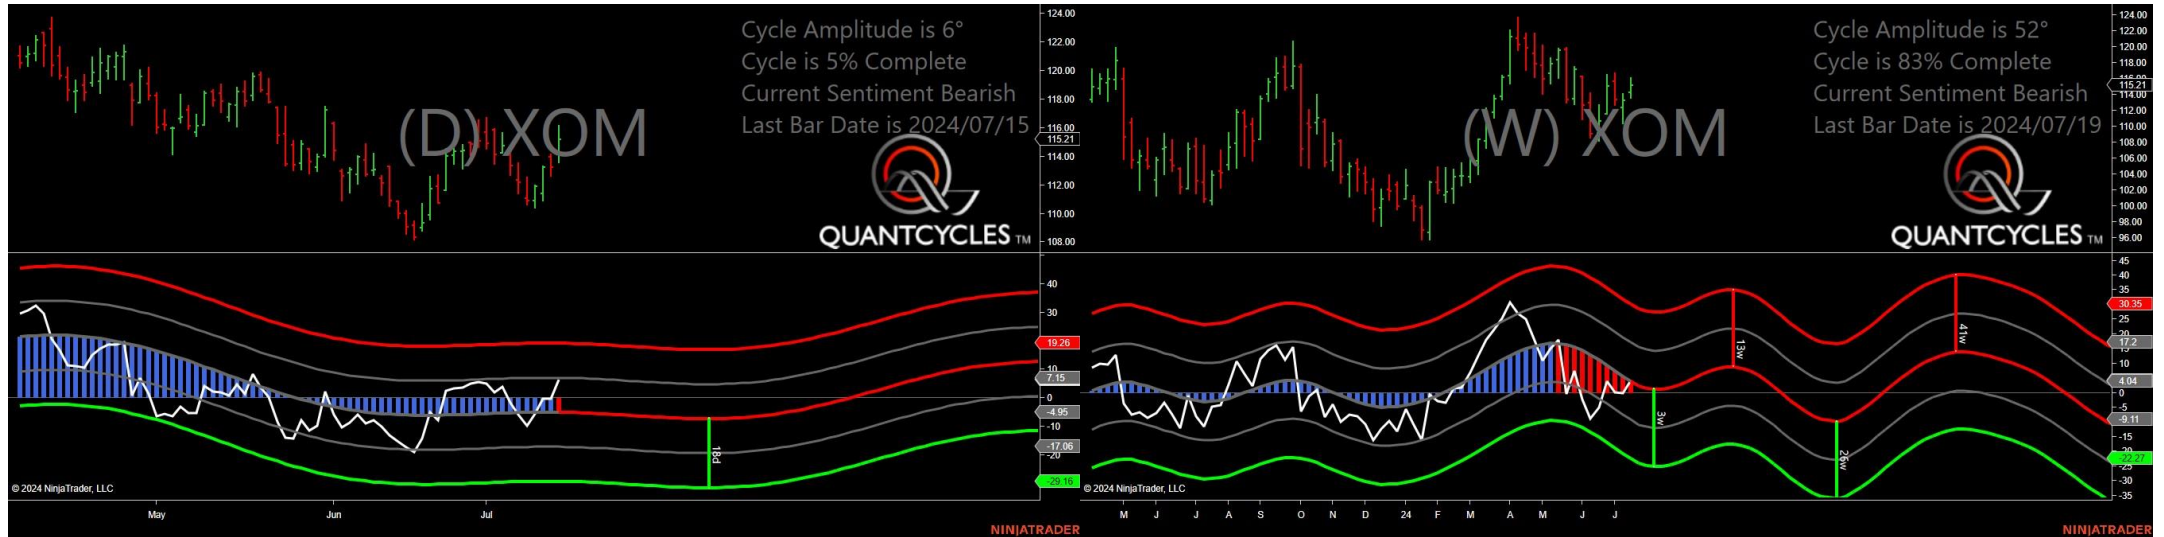 (D) XOM
Cycle Amplitude is 6°
Cycle is 5% Complete
Current Sentiment Bearish
Last Bar Date is 2024/07/15
QUANTCYCLES TM
124.00
122.00
120.00
118.00
116.00
115.21
114.00
112.00
110.00
108.00
40
30
19.26
10
7.15
0
-4.95
-10
-17.06
-20
-29.16
18d
© 2024 NinjaTrader, LLC
May Jun Jul
NINJATRADER
(W) XOM
Cycle Amplitude is 52°
Cycle is 83% Complete
Current Sentiment Bearish
Last Bar Date is 2024/07/19
QUANTCYCLES TM
124.00
122.00
120.00
118.00
116.00
115.21
114.00
112.00
110.00
108.00
106.00
104.00
102.00
100.00
98.00
96.00
45
40
35
30.35
25
17.2
15
10
4.04
0
-5
-9.11
-15
-22.27
-25
-30
-35
3w
13w
26w
41w
© 2024 NinjaTrader, LLC
M J J A S O N D 24 F M A M J J
NINJATRADER